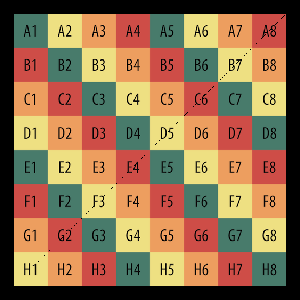 A1 A2 A3 A4 A5 A6 A7 A8
B1 B2 B3 B4 B5 B6 B7 B8
C1 C2 C3 C4 C5 C6 C7 C8
D1 D2 D3 D4 D5 D6 D7 D8
E1 E2 E3 E4 E5 E6 E7 E8
F1 F2 F3 F4 F5 F6 F7 F8
G1 G2 G3 G4 G5 G6 G7 G8
H1 H2 H3 H4 H5 H6 H7 H8